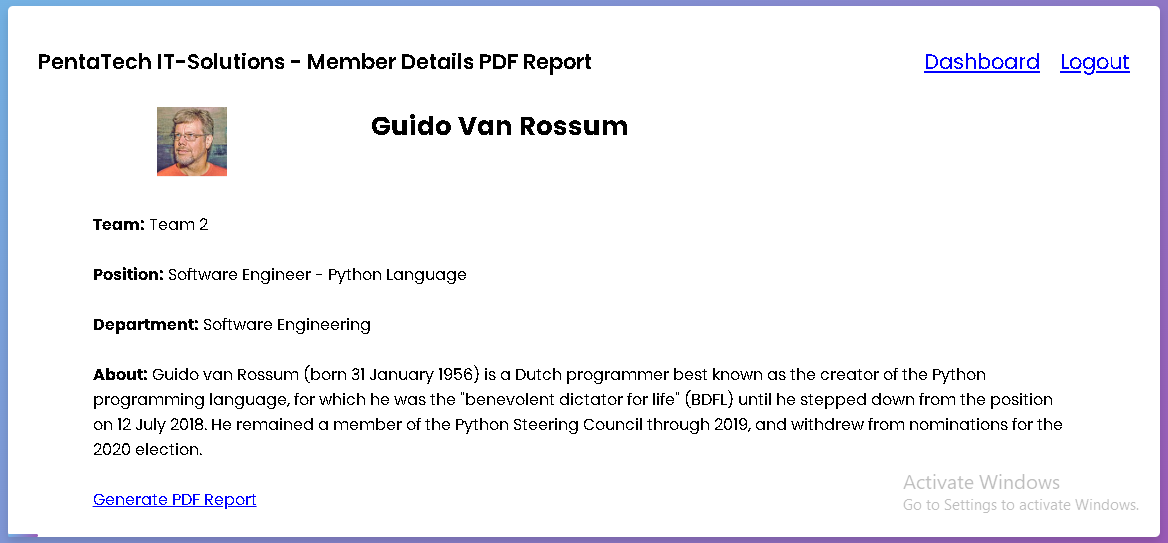 PentaTech IT-Solutions - Member Details PDF Report
Dashboard Logout
Guido Van Rossum
Team: Team 2
Position: Software Engineer - Python Language
Department: Software Engineering
About: Guido van Rossum (born 31 January 1956) is a Dutch programmer best known as the creator of the Python
programming language, for which he was the "benevolent dictator for life" (BDFL) until he stepped down from the position
on 12 July 2018. He remained a member of the Python Steering Council through 2019, and withdrew from nominations for the
2020 election.
Generate PDF Report
Activate Windows
Go to Settings to activate Windows.